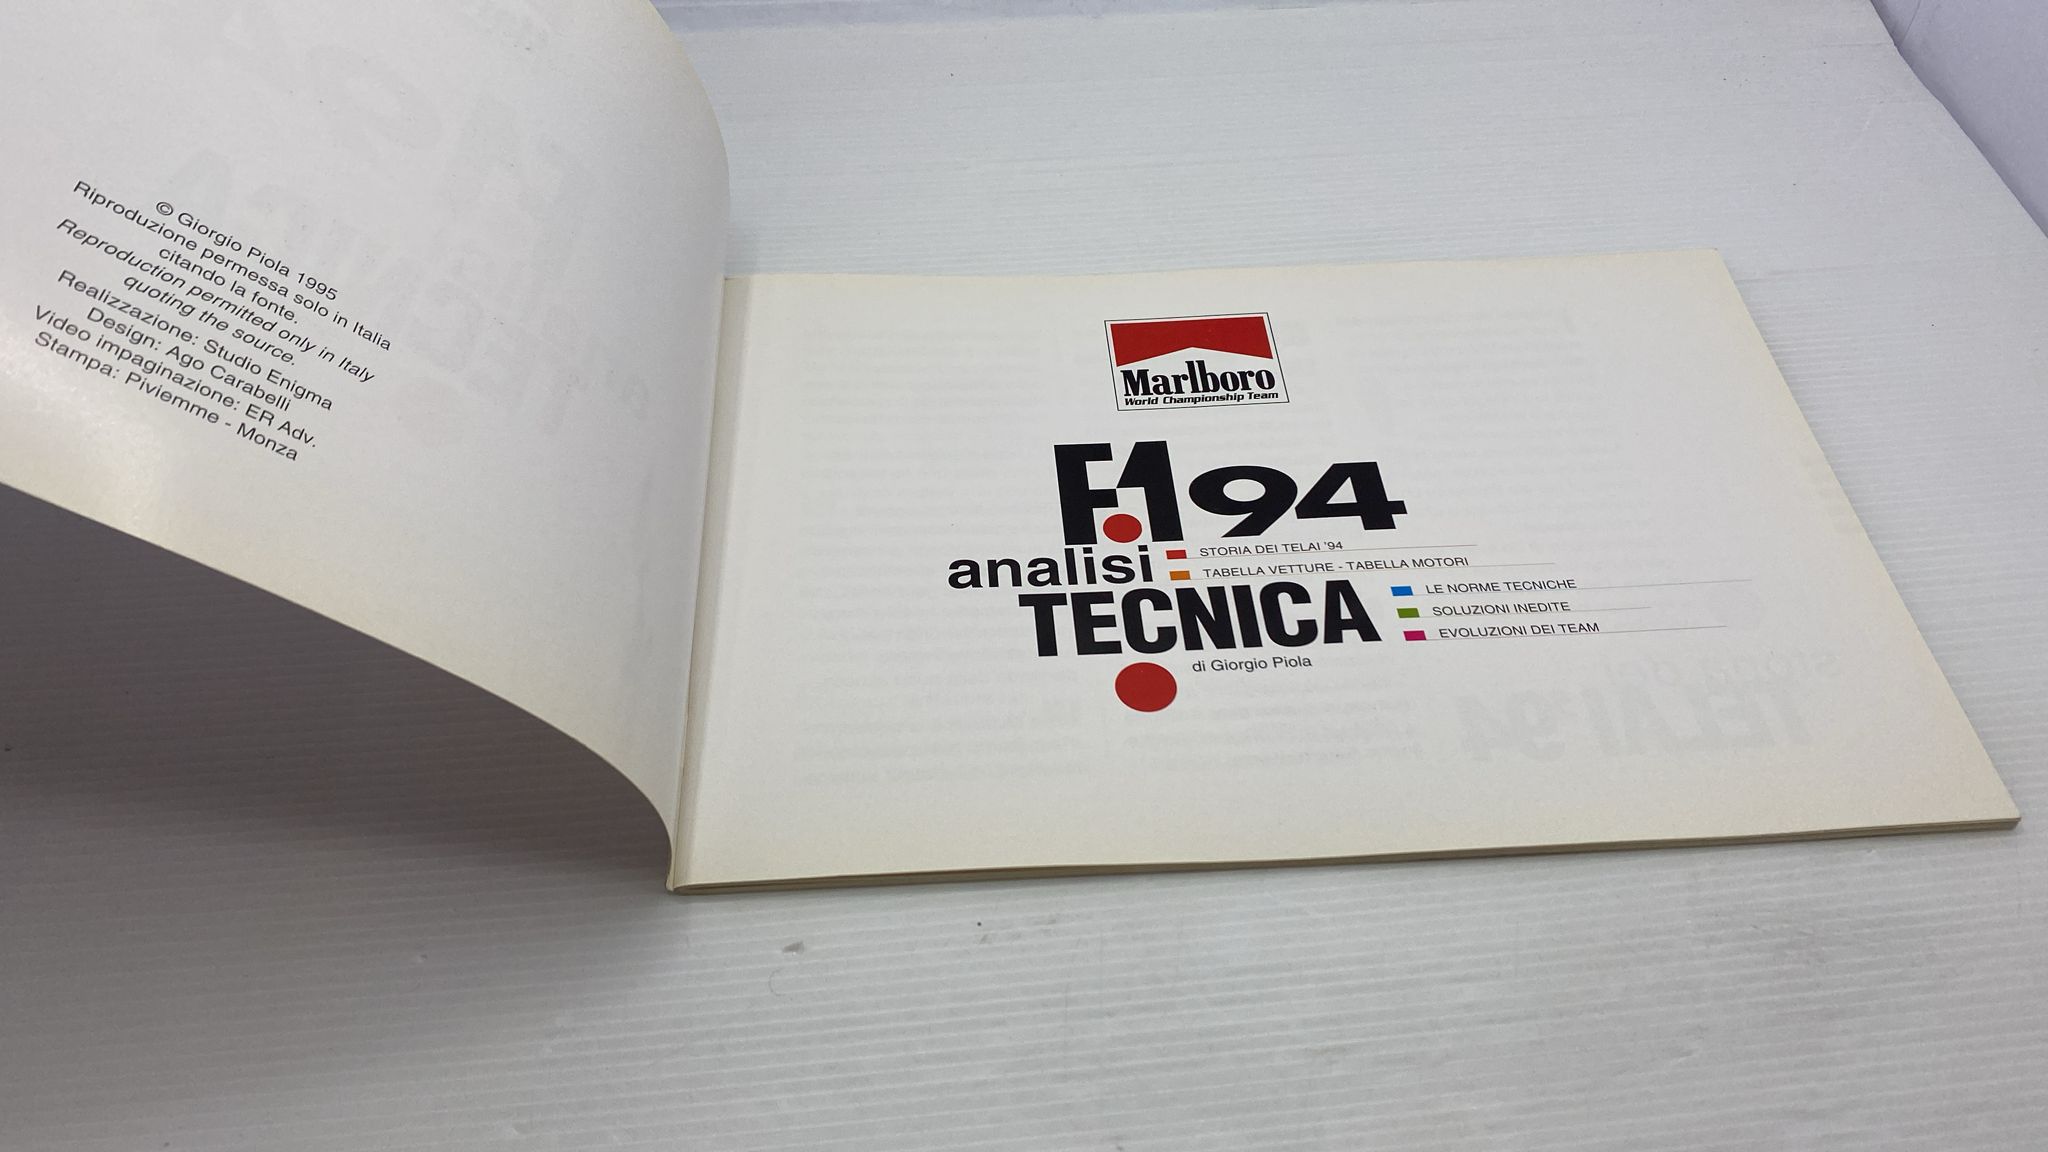 © Giorgio Piola 1995
Riproduzione permessa solo in Italia
citando la fonte.
Reproduction permitted only in Italy
quoting the source.
Realizzazione: Studio Enigma
Design: Ago Carabelli
Video impaginazione: ER Adv.
Stampa: Piviemme - Monza
Marlboro
World Championship Team
F.1 94
analisi
TECNICA
STORIA DEI TELAI '94
TABELLA VETTURE - TABELLA MOTORI
LE NORME TECNICHE
SOLUZIONI INEDITE
EVOLUZIONI DEI TEAM
di Giorgio Piola
TELAI '94